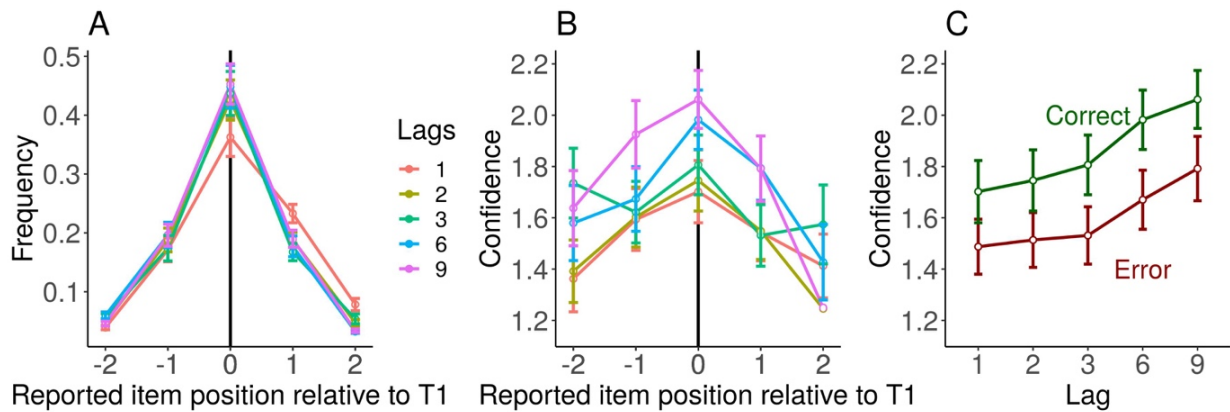 A
Frequency
0.5
0.4
0.3
0.2
0.1
-2 -1 0 1 2
Reported item position relative to T1
Lags
1
2
3
6
9
B
Confidence
2.2
2.0
1.8
1.6
1.4
1.2
-2 -1 0 1 2
Reported item position relative to T1
C
Confidence
2.2
2.0
1.8
1.6
1.4
1.2
Correct
Error
1 2 3 6 9
Lag